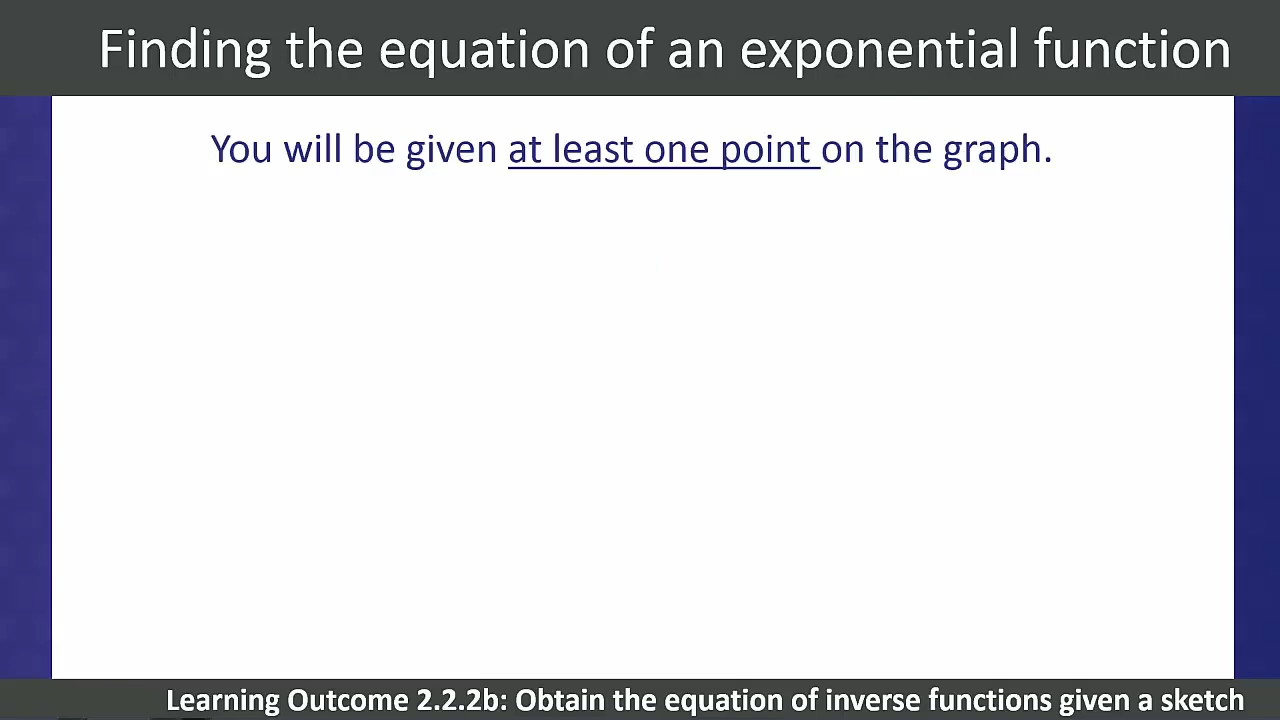 Finding the equation of an exponential function
You will be given at least one point on the graph.
Learning Outcome 2.2.2b: Obtain the equation of inverse functions given a sketch